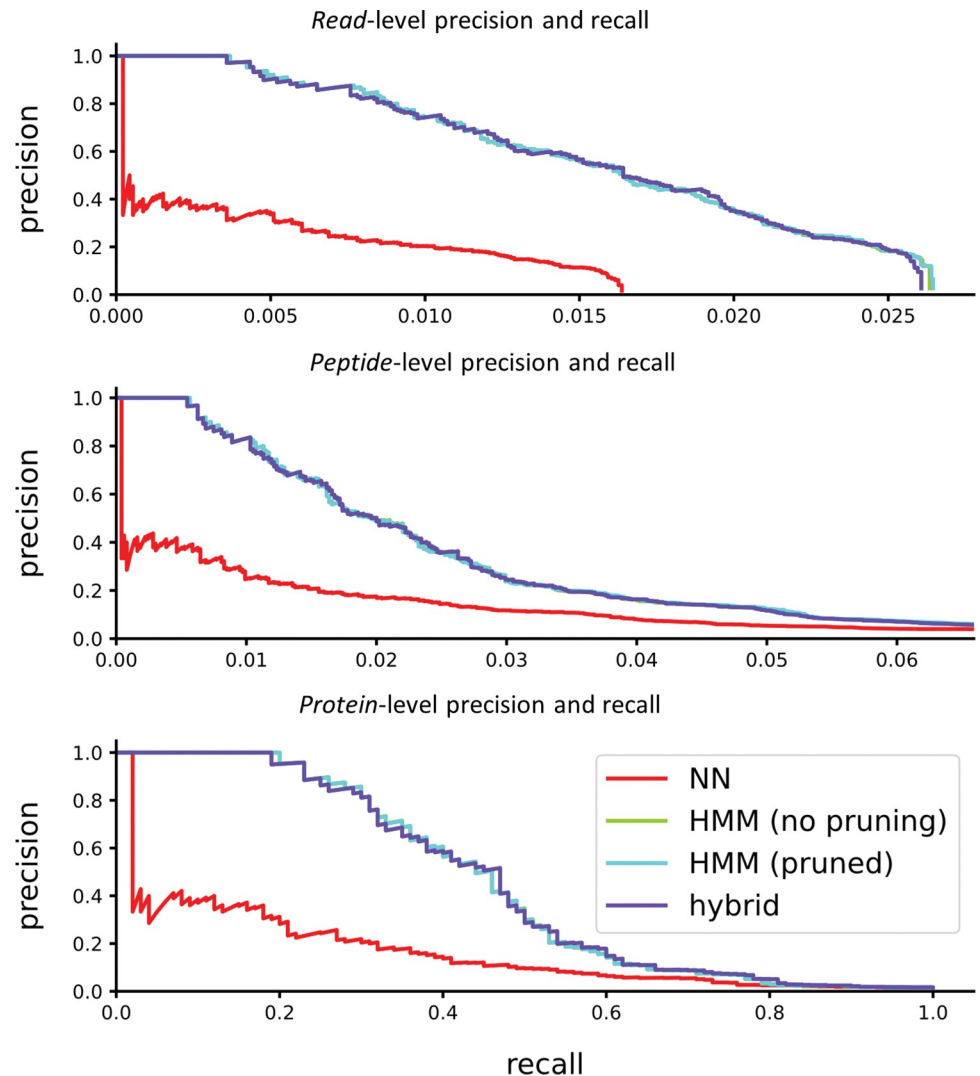 Read-level precision and recall
1.0
0.8
0.6
0.4
0.2
0.0
precision
0.000 0.005 0.010 0.015 0.020 0.025
Peptide-level precision and recall
1.0
0.8
0.6
0.4
0.2
0.0
precision
0.00 0.01 0.02 0.03 0.04 0.05 0.06
Protein-level precision and recall
1.0
0.8
0.6
0.4
0.2
0.0
precision
NN
HMM (no pruning)
HMM (pruned)
hybrid
0.0 0.2 0.4 0.6 0.8 1.0
recall